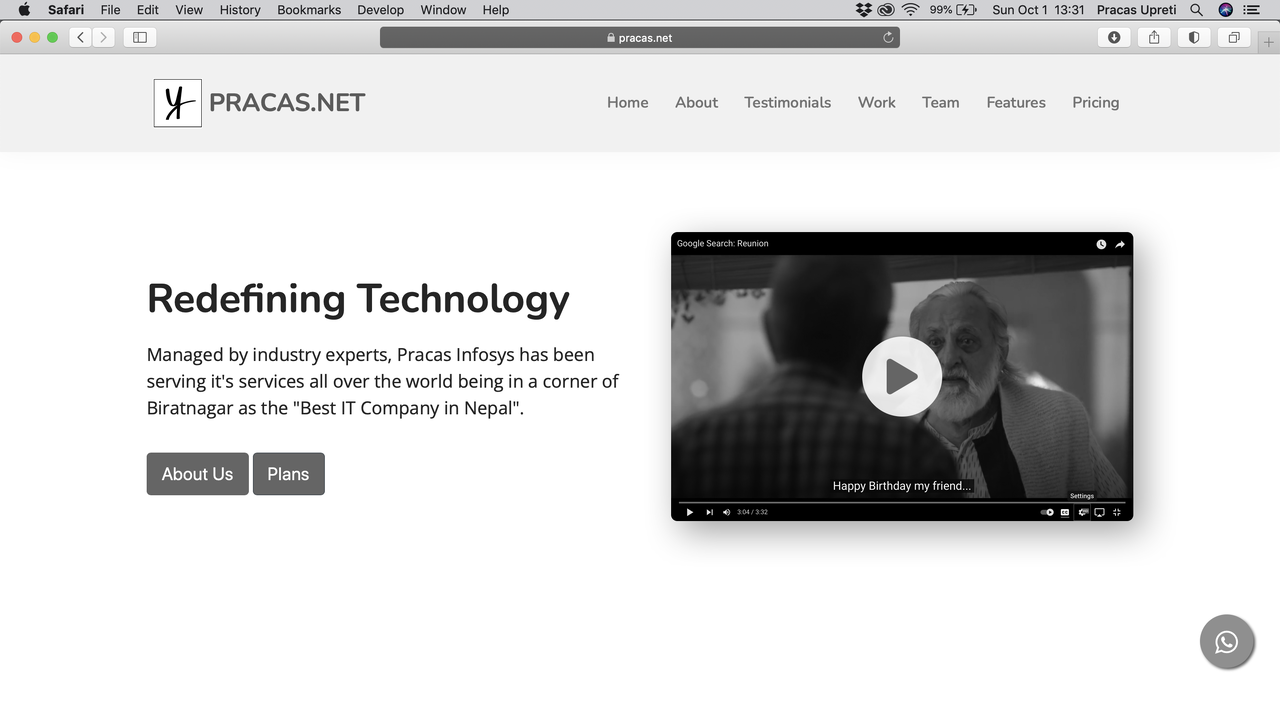 Safari File Edit View History Bookmarks Develop Window Help 99% Sun Oct 1 13:31 Pracas Upreti
pracas.net
PRACAS.NET
Home About Testimonials Work Team Features Pricing
Google Search: Reunion
Redefining Technology
Managed by industry experts, Pracas Infosys has been
serving it's services all over the world being in a corner of
Biratnagar as the "Best IT Company in Nepal".
About Us Plans
Happy Birthday my friend...
Settings
3:04 / 3:32